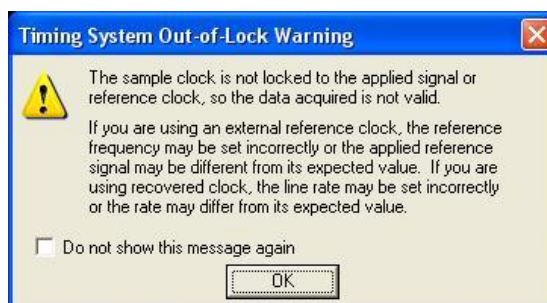 Timing System Out-of-Lock Warning
The sample clock is not locked to the applied signal or
reference clock, so the data acquired is not valid.
If you are using an external reference clock, the reference
frequency may be set incorrectly or the applied reference
signal may be different from its expected value. If you are
using recovered clock, the line rate may be set incorrectly
or the rate may differ from its expected value.
Do not show this message again
OK